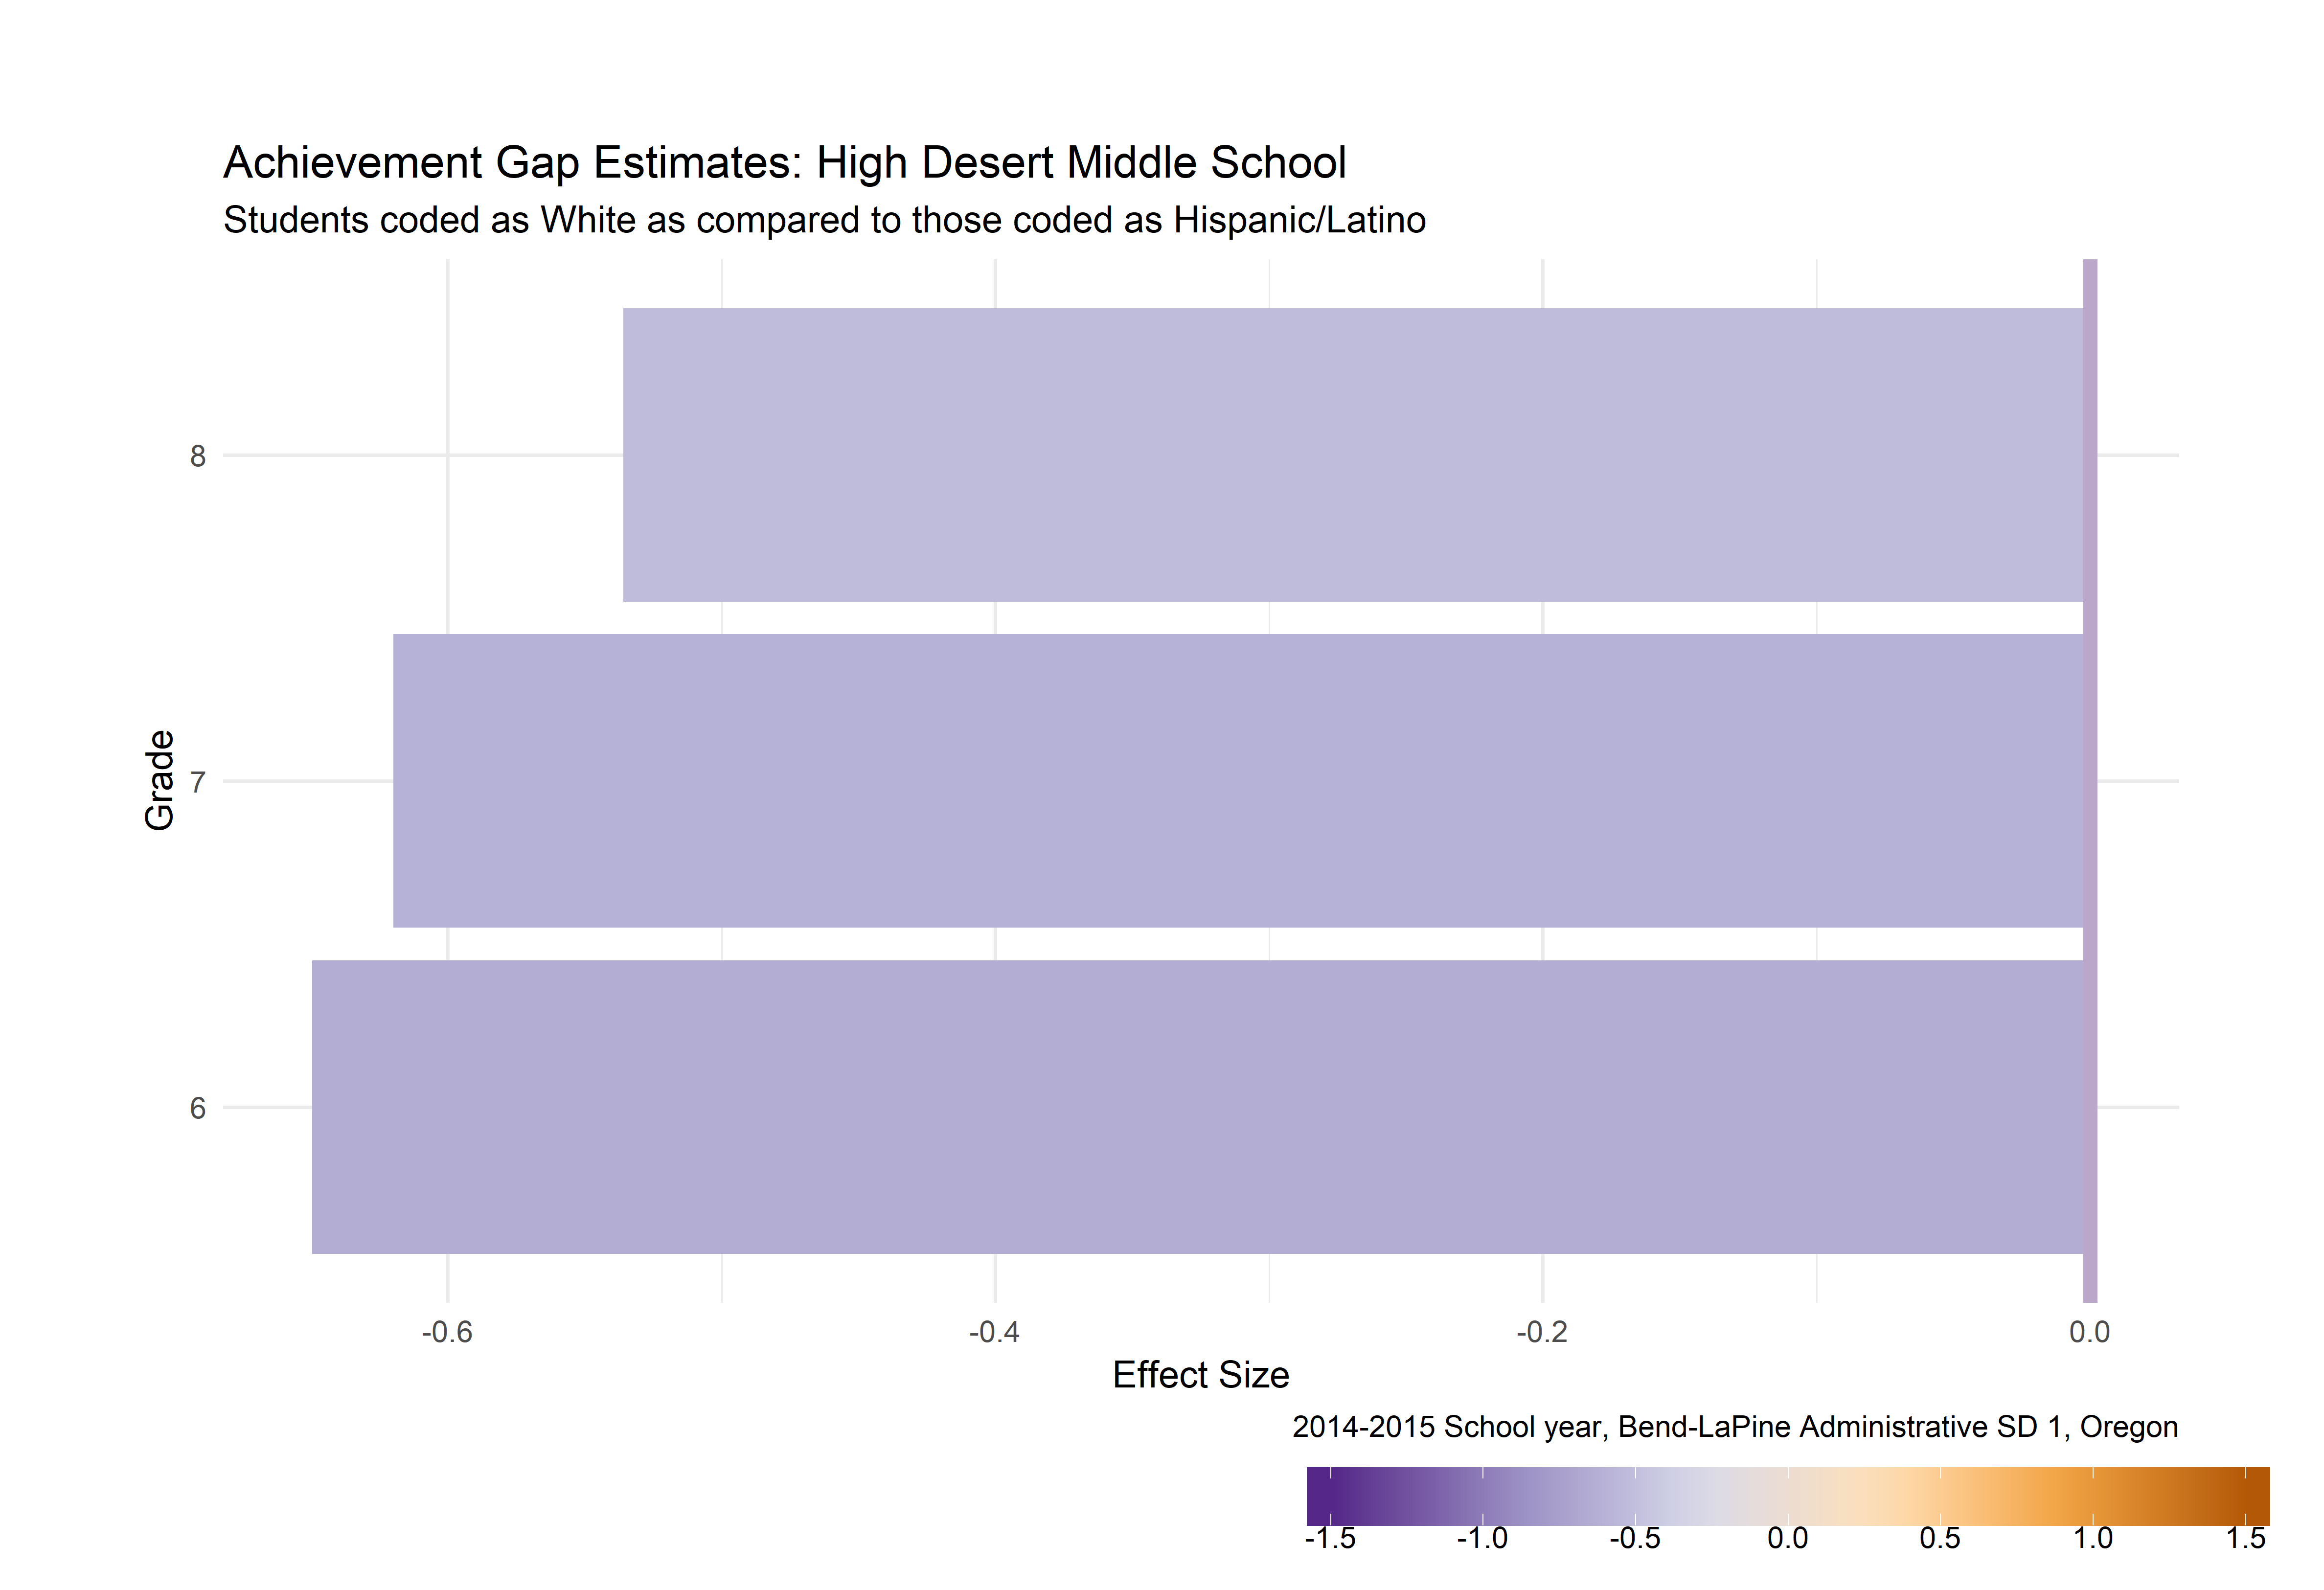 Achievement Gap Estimates: High Desert Middle School
Students coded as White as compared to those coded as Hispanic/Latino
8
7
6
Grade
-0.6 -0.4 -0.2 0.0
Effect Size
2014-2015 School year, Bend-LaPine Administrative SD 1, Oregon
-1.5 -1.0 -0.5 0.0 0.5 1.0 1.5